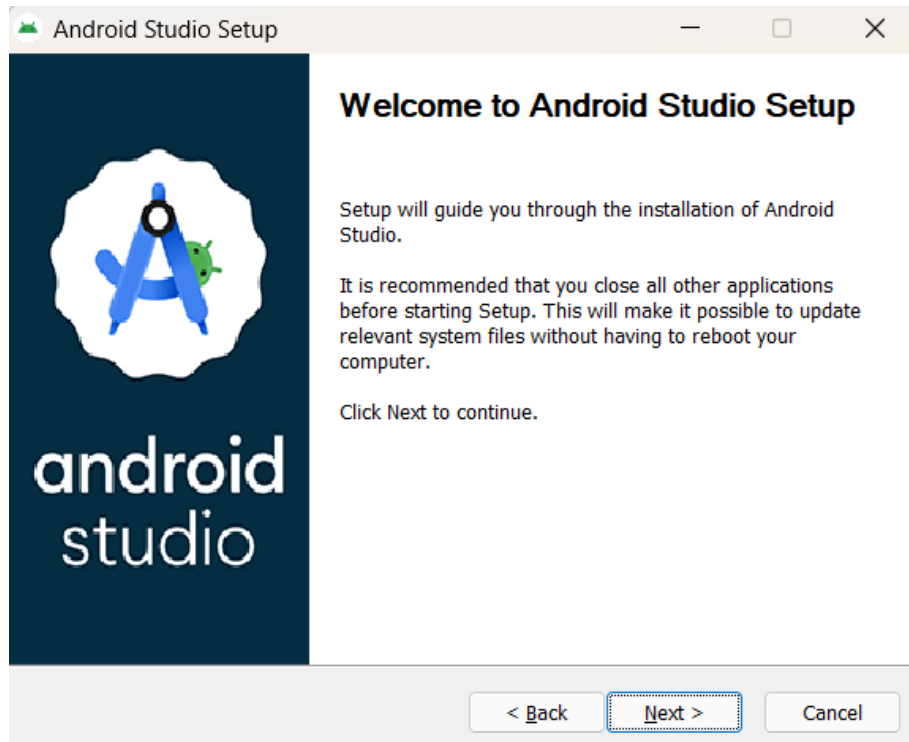 Android Studio Setup
Welcome to Android Studio Setup
Setup will guide you through the installation of Android
Studio.
It is recommended that you close all other applications
before starting Setup. This will make it possible to update
relevant system files without having to reboot your
computer.
Click Next to continue.
android
studio
< Back
Next >
Cancel